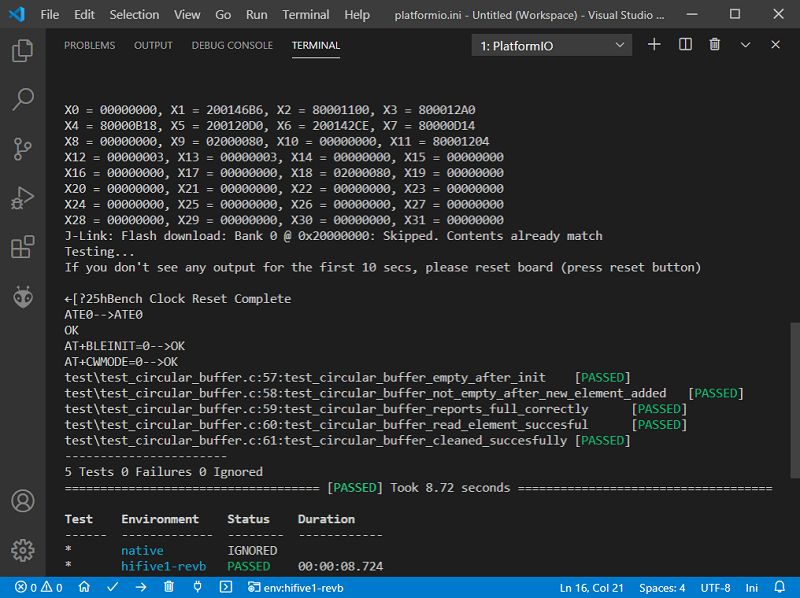 File Edit Selection View Go Run Terminal Help platformio.ini - Untitled (Workspace) - Visual Studio ...
PROBLEMS OUTPUT DEBUG CONSOLE TERMINAL 1: PlatformIO
X0 = 00000000, X1 = 200146B6, X2 = 80001100, X3 = 800012A0
X4 = 80000B18, X5 = 200120D0, X6 = 200142CE, X7 = 80000D14
X8 = 00000000, X9 = 02000080, X10 = 00000000, X11 = 80001204
X12 = 00000003, X13 = 00000003, X14 = 00000000, X15 = 00000000
X16 = 00000000, X17 = 00000000, X18 = 02000080, X19 = 00000000
X20 = 00000000, X21 = 00000000, X22 = 00000000, X23 = 00000000
X24 = 00000000, X25 = 00000000, X26 = 00000000, X27 = 00000000
X28 = 00000000, X29 = 00000000, X30 = 00000000, X31 = 00000000
J-Link: Flash download: Bank 0 @ 0x20000000: Skipped. Contents already match
Testing...
If you don't see any output for the first 10 secs, please reset board (press reset button)
←[?25hBench Clock Reset Complete
ATE0-->ATE0
OK
AT+BLEINIT=0-->OK
AT+CWMODE=0-->OK
test\test_circular_buffer.c:57:test_circular_buffer_empty_after_init [PASSED]
test\test_circular_buffer.c:58:test_circular_buffer_not_empty_after_new_element_added [PASSED]
test\test_circular_buffer.c:59:test_circular_buffer_reports_full_correctly [PASSED]
test\test_circular_buffer.c:60:test_circular_buffer_read_element_succesful [PASSED]
test\test_circular_buffer.c:61:test_circular_buffer_cleaned_succesfully [PASSED]
-----------------------
5 Tests 0 Failures 0 Ignored
==================================== [PASSED] Took 8.72 seconds ====================================
Test Environment Status Duration
------ ------------- -------- ------------
* native IGNORED
* hifive1-revb PASSED 00:00:08.724
0 0 env:hifive1-revb Ln 16, Col 21 Spaces: 4 UTF-8 Ini